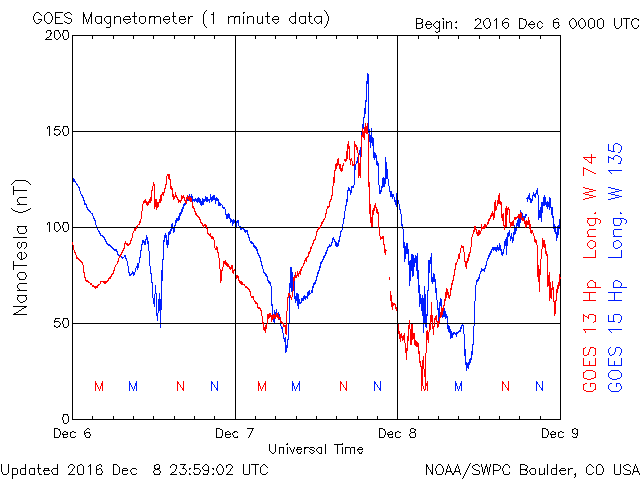 GOES Magnetometer (1 minute data)
Begin: 2016 Dec 6 0000 UTC
200
150
100
50
0
NanoTesla (nT)
M M N N M M N N M M N N
Dec 6 Dec 7 Dec 8 Dec 9
Universal Time
GOES 13 Hp Long. W 74
GOES 15 Hp Long. W 135
Updated 2016 Dec 8 23:59:02 UTC
NOAA/SWPC Boulder, CO USA